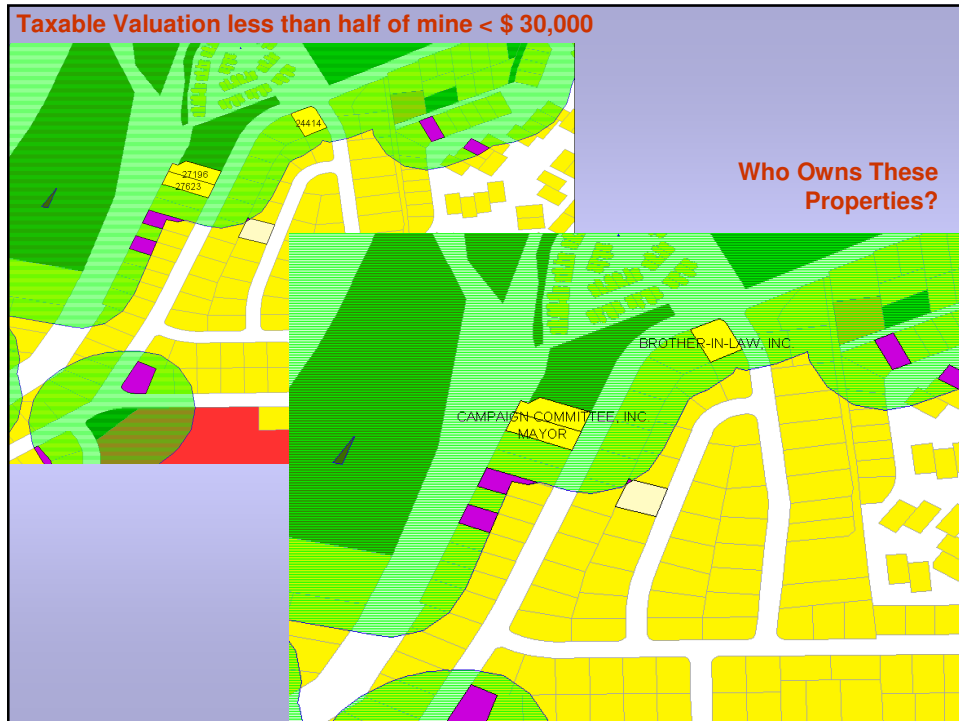 Taxable Valuation less than half of mine < $ 30,000
24414
27196
27623
Who Owns These
Properties?
BROTHER-IN-LAW, INC.
CAMPAIGN COMMITTEE, INC.
MAYOR